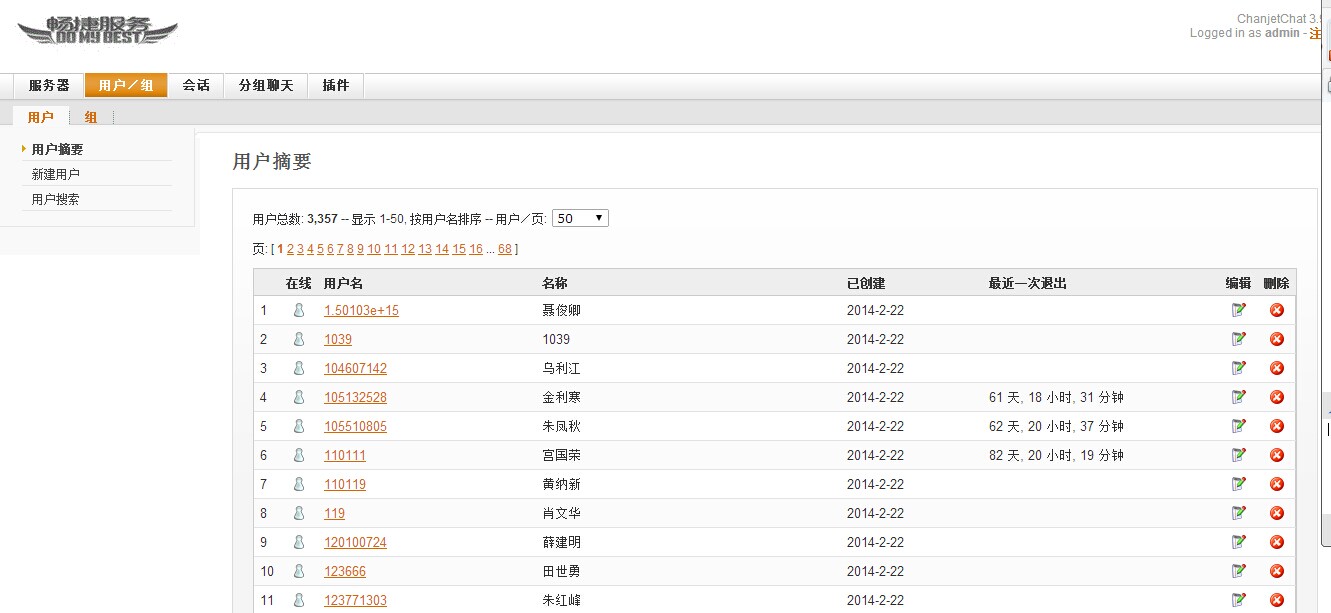 畅捷服务
DO MY BEST
ChanjetChat 3.9
Logged in as admin - 注
服务器 用户／组 会话 分组聊天 插件
用户 组
用户摘要
新建用户
用户搜索
用户摘要
用户总数: 3,357 -- 显示 1-50, 按用户名排序 -- 用户／页: 50
页: [ 1 2 3 4 5 6 7 8 9 10 11 12 13 14 15 16 ... 68 ]
在线 用户名 名称 已创建 最近一次退出 编辑 删除
1 1.50103e+15 聂俊卿 2014-2-22
2 1039 1039 2014-2-22
3 104607142 乌利江 2014-2-22
4 105132528 金利寒 2014-2-22 61 天, 18 小时, 31 分钟
5 105510805 朱凤秋 2014-2-22 62 天, 20 小时, 37 分钟
6 110111 宫国荣 2014-2-22 82 天, 20 小时, 19 分钟
7 110119 黄纳新 2014-2-22
8 119 肖文华 2014-2-22
9 120100724 薛建明 2014-2-22
10 123666 田世勇 2014-2-22
11 123771303 朱红峰 2014-2-22